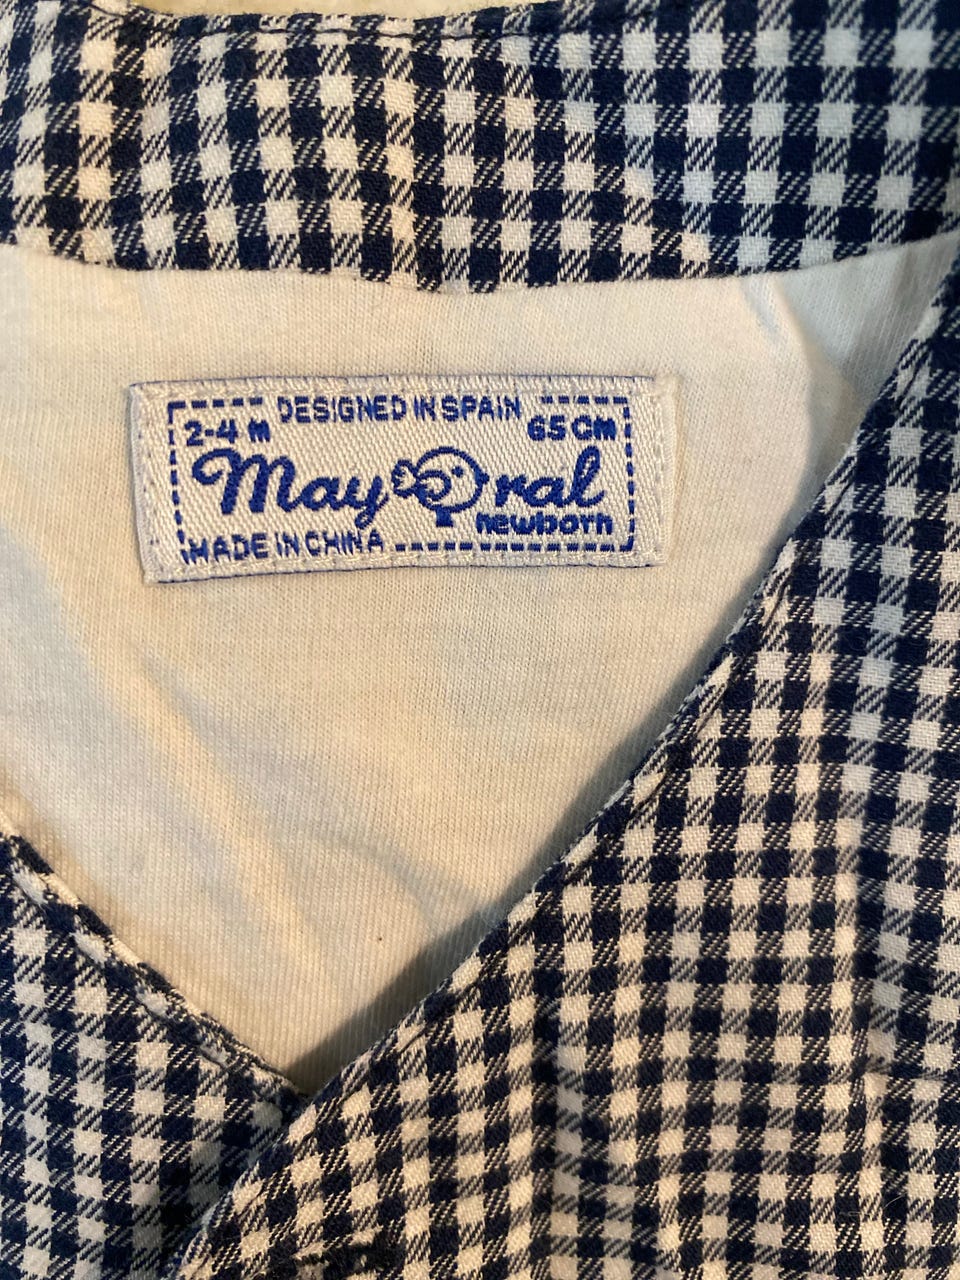 DESIGNED IN SPAIN
2-4 M 65 CM
Mayoral
newborn
MADE IN CHINA